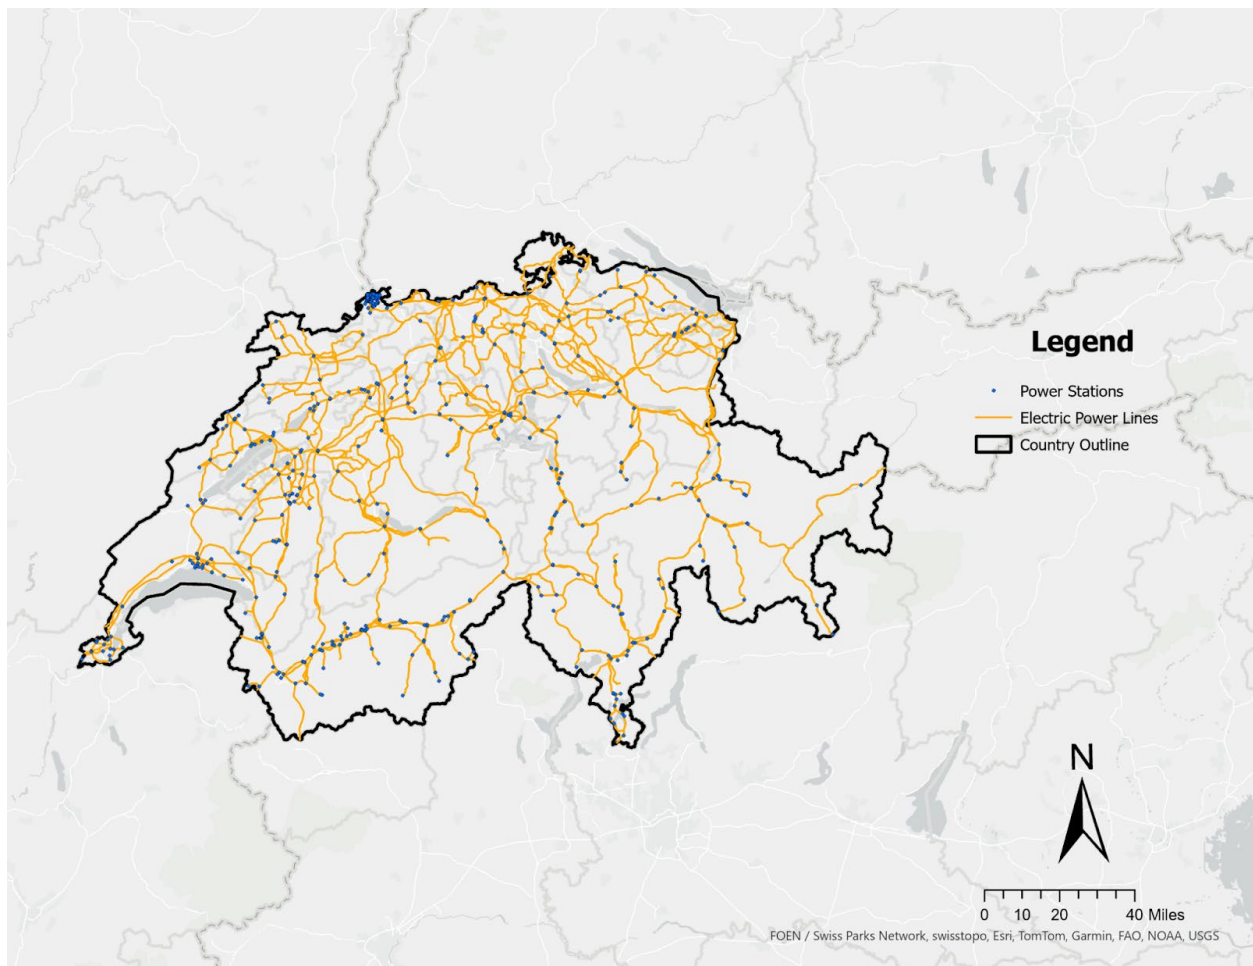 Legend
Power Stations
Electric Power Lines
Country Outline
N
0 10 20 40 Miles
FOEN / Swiss Parks Network, swisstopo, Esri, TomTom, Garmin, FAO, NOAA, USGS